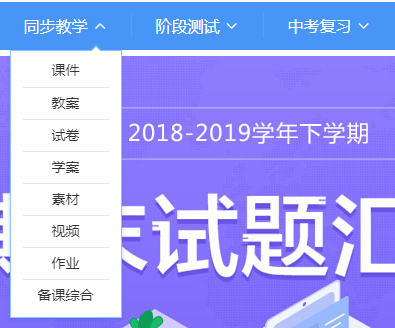 同步教学 阶段测试 中考复习
课件
教案
试卷
学案
素材
视频
作业
备课综合
2018-2019学年下学期
末试题汇